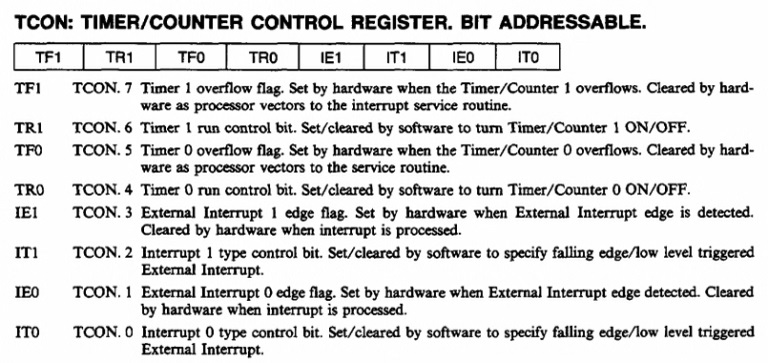 TCON: TIMER/COUNTER CONTROL REGISTER. BIT ADDRESSABLE.
TF1 TR1 TF0 TR0 IE1 IT1 IE0 IT0
TF1 TCON. 7 Timer 1 overflow flag. Set by hardware when the Timer/Counter 1 overflows. Cleared by hard-
ware as processor vectors to the interrupt service routine.
TR1 TCON. 6 Timer 1 run control bit. Set/cleared by software to turn Timer/Counter 1 ON/OFF.
TF0 TCON. 5 Timer 0 overflow flag. Set by hardware when the Timer/Counter 0 overflows. Cleared by hard-
ware as processor vectors to the service routine.
TR0 TCON. 4 Timer 0 run control bit. Set/cleared by software to turn Timer/Counter 0 ON/OFF.
IE1 TCON. 3 External Interrupt 1 edge flag. Set by hardware when External Interrupt edge is detected.
Cleared by hardware when interrupt is processed.
IT1 TCON. 2 Interrupt 1 type control bit. Set/cleared by software to specify falling edge/low level triggered
External Interrupt.
IE0 TCON. 1 External Interrupt 0 edge flag. Set by hardware when External Interrupt edge detected. Cleared
by hardware when interrupt is processed.
IT0 TCON. 0 Interrupt 0 type control bit. Set/cleared by software to specify falling edge/low level triggered
External Interrupt.